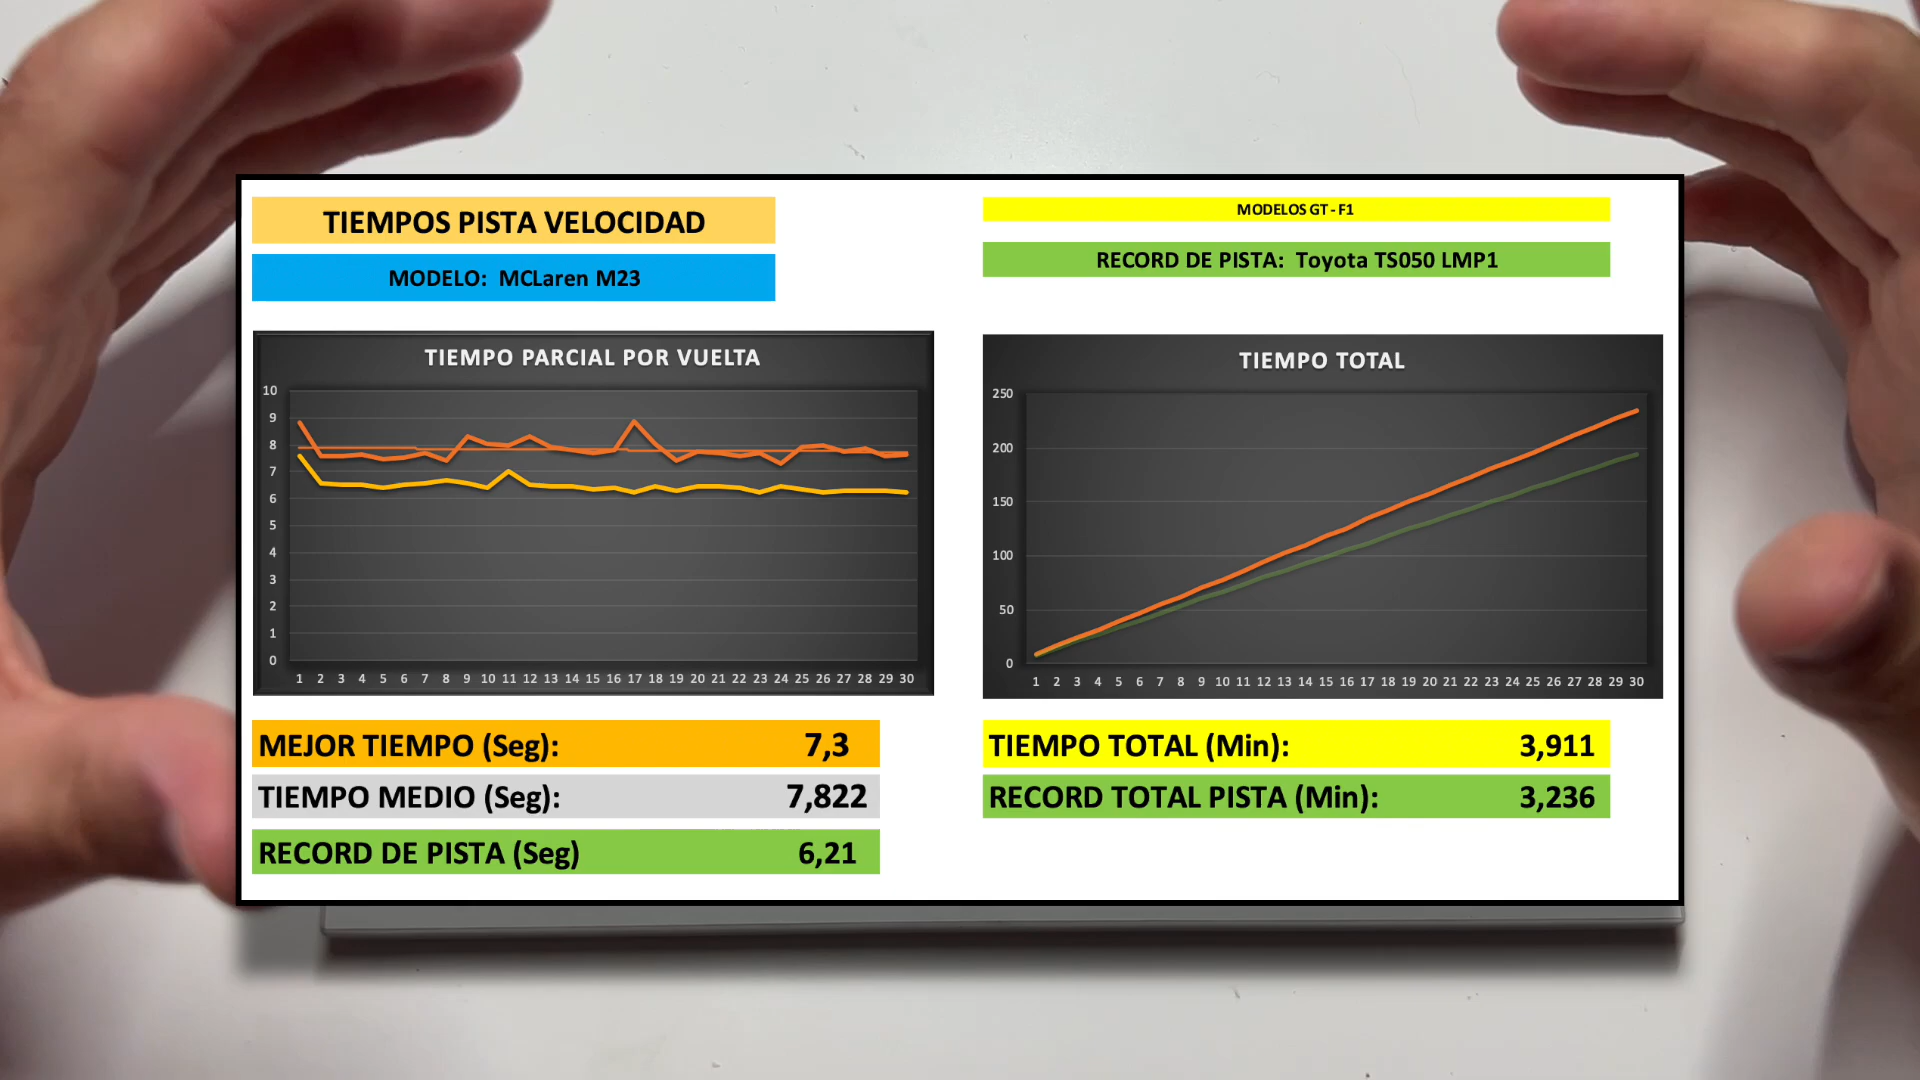 TIEMPOS PISTA VELOCIDAD
MODELO: MCLaren M23
MODELOS GT - F1
RECORD DE PISTA: Toyota TS050 LMP1
TIEMPO PARCIAL POR VUELTA
10
9
8
7
6
5
4
3
2
1
0
1 2 3 4 5 6 7 8 9 10 11 12 13 14 15 16 17 18 19 20 21 22 23 24 25 26 27 28 29 30
TIEMPO TOTAL
250
200
150
100
50
0
1 2 3 4 5 6 7 8 9 10 11 12 13 14 15 16 17 18 19 20 21 22 23 24 25 26 27 28 29 30
MEJOR TIEMPO (Seg): 7,3
TIEMPO MEDIO (Seg): 7,822
RECORD DE PISTA (Seg) 6,21
TIEMPO TOTAL (Min): 3,911
RECORD TOTAL PISTA (Min): 3,236